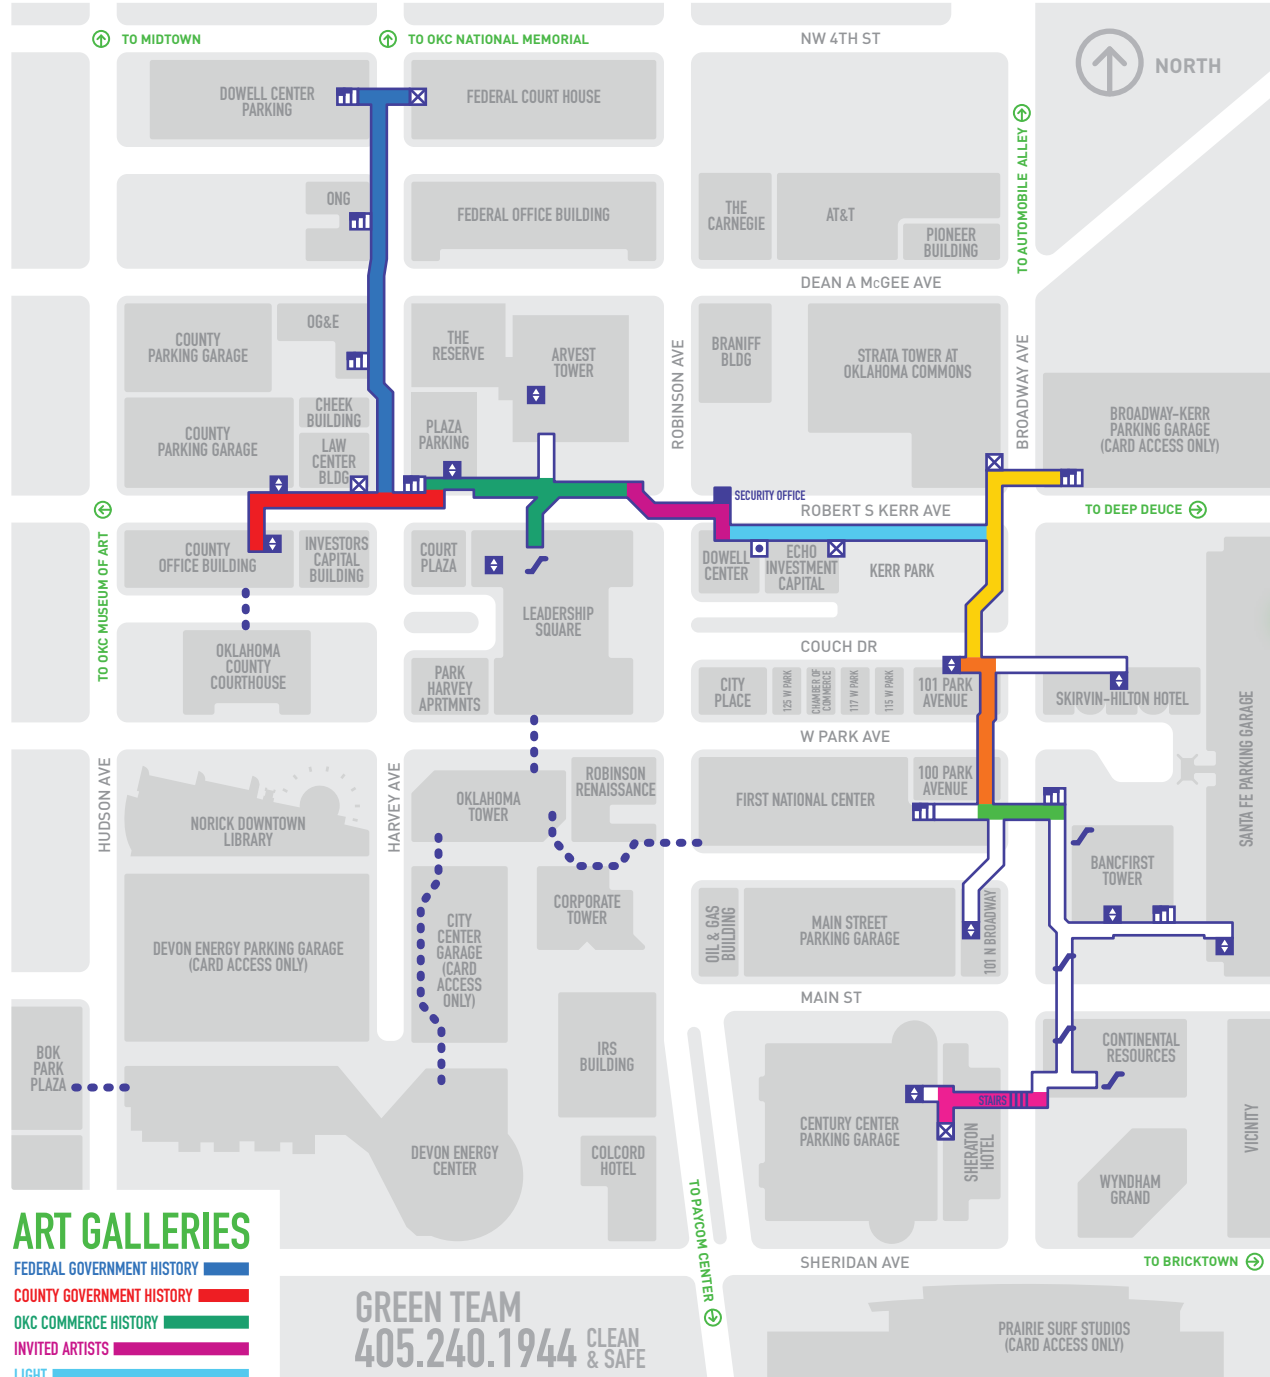 TO MIDTOWN
TO OKC NATIONAL MEMORIAL
NW 4TH ST
NORTH
DOWELL CENTER
PARKING
FEDERAL COURT HOUSE
TO AUTOMOBILE ALLEY
ONG
FEDERAL OFFICE BUILDING
THE
CARNEGIE
AT&T
PIONEER
BUILDING
DEAN A McGEE AVE
COUNTY
PARKING GARAGE
OG&E
THE
RESERVE
ARVEST
TOWER
ROBINSON AVE
BRANIFF
BLDG
STRATA TOWER AT
OKLAHOMA COMMONS
BROADWAY AVE
BROADWAY-KERR
PARKING GARAGE
(CARD ACCESS ONLY)
COUNTY
PARKING GARAGE
CHEEK
BUILDING
LAW
CENTER
BLDG
PLAZA
PARKING
SECURITY OFFICE
ROBERT S KERR AVE
TO DEEP DEUCE
TO OKC MUSEUM OF ART
COUNTY
OFFICE BUILDING
INVESTORS
CAPITAL
BUILDING
COURT
PLAZA
LEADERSHIP
SQUARE
DOWELL
CENTER
ECHO
INVESTMENT
CAPITAL
KERR PARK
COUCH DR
OKLAHOMA
COUNTY
COURTHOUSE
PARK
HARVEY
APRTMNTS
CITY
PLACE
125 W PARK
CHAMBER OF
COMMERCE
117 W PARK
115 W PARK
101 PARK
AVENUE
SKIRVIN-HILTON HOTEL
SANTA FE PARKING GARAGE
W PARK AVE
HUDSON AVE
HARVEY AVE
NORICK DOWNTOWN
LIBRARY
OKLAHOMA
TOWER
ROBINSON
RENAISSANCE
FIRST NATIONAL CENTER
100 PARK
AVENUE
BANCFIRST
TOWER
DEVON ENERGY PARKING GARAGE
(CARD ACCESS ONLY)
CITY
CENTER
GARAGE
(CARD
ACCESS
ONLY)
CORPORATE
TOWER
OIL & GAS
BUILDING
MAIN STREET
PARKING GARAGE
101 N BROADWAY
MAIN ST
BOK
PARK
PLAZA
IRS
BUILDING
CONTINENTAL
RESOURCES
STAIRS
CENTURY CENTER
PARKING GARAGE
SHERATON
HOTEL
VICINITY
DEVON ENERGY
CENTER
COLCORD
HOTEL
WYNDHAM
GRAND
TO PAYCOM CENTER
SHERIDAN AVE
TO BRICKTOWN
ART GALLERIES
FEDERAL GOVERNMENT HISTORY
COUNTY GOVERNMENT HISTORY
OKC COMMERCE HISTORY
INVITED ARTISTS
LIGHT
GREEN TEAM
405.240.1944 CLEAN
& SAFE
PRAIRIE SURF STUDIOS
(CARD ACCESS ONLY)